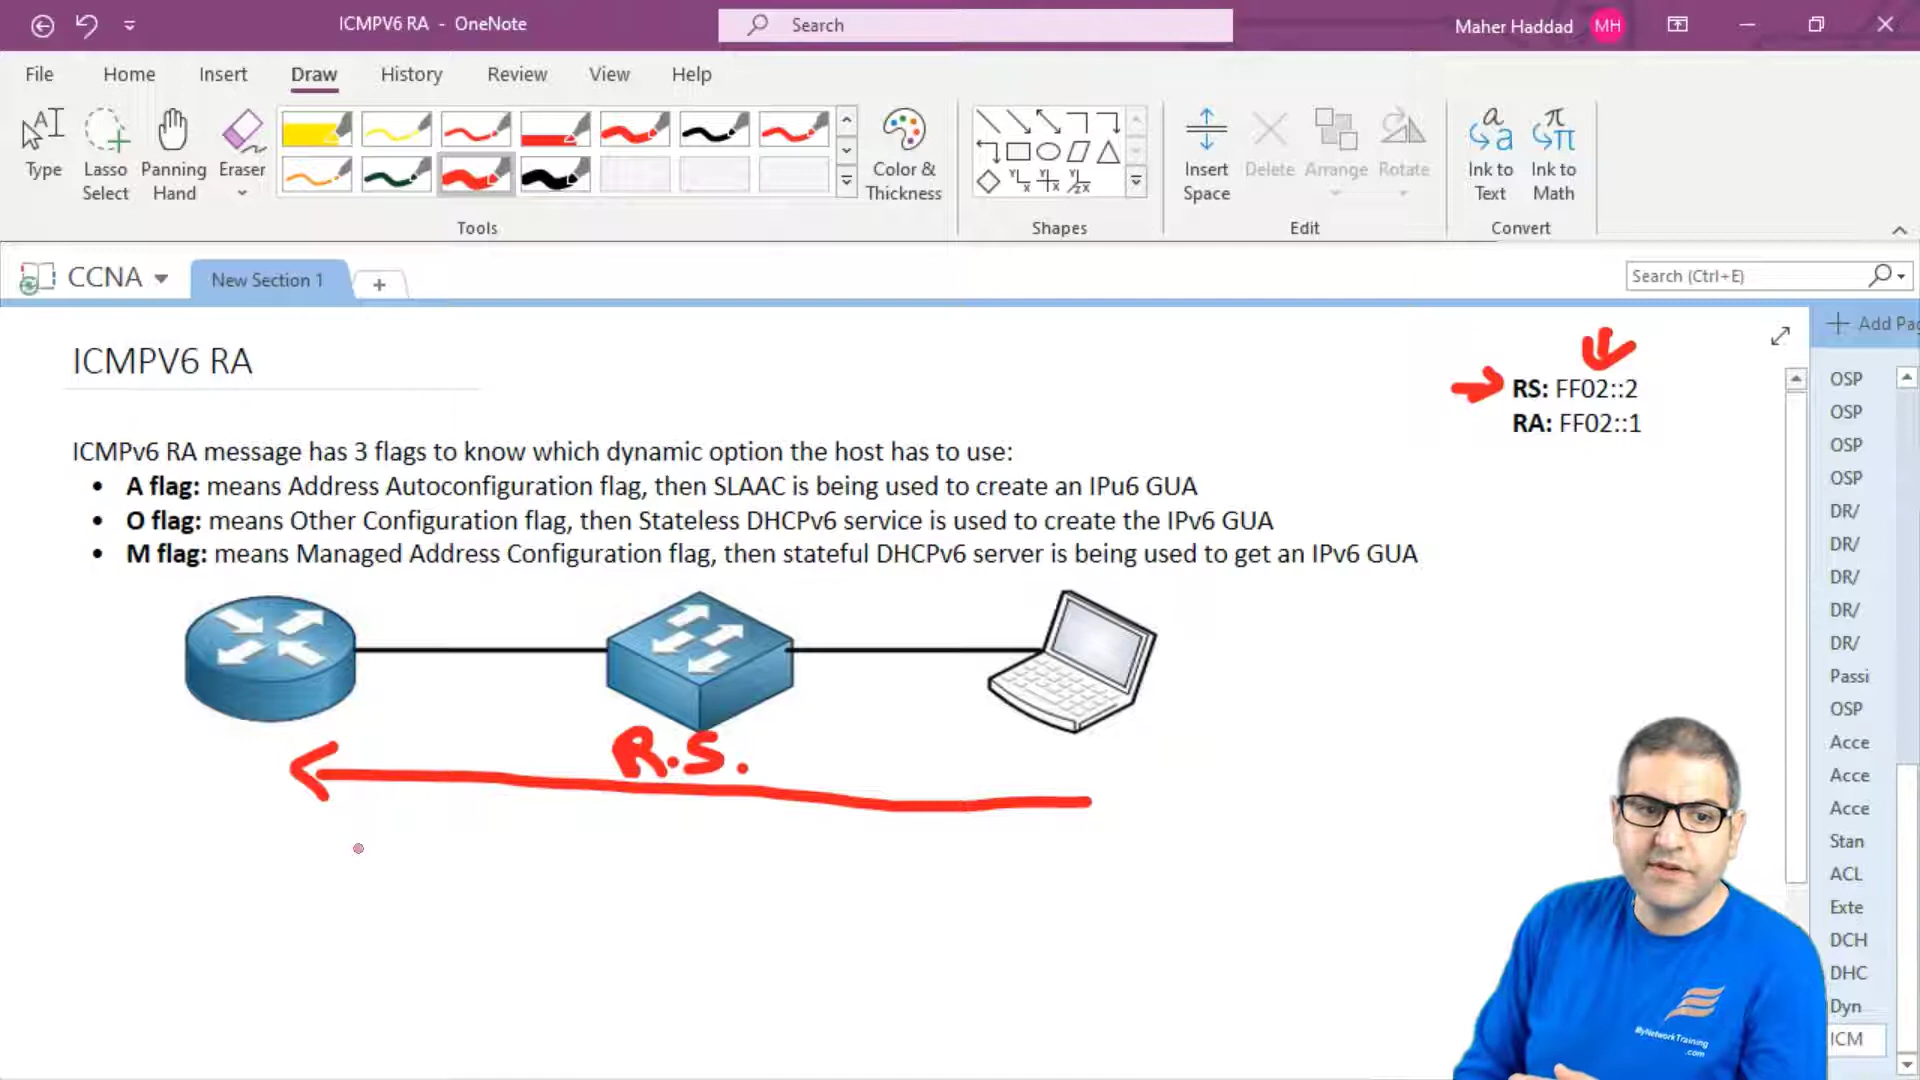 ICMPV6 RA - OneNote
Search
Maher Haddad
MH
File
Home
Insert
Draw
History
Review
View
Help
Type
Lasso Select
Panning Hand
Eraser
Color & Thickness
Insert Space
Delete
Arrange
Rotate
Ink to Text
Ink to Math
Tools
Shapes
Edit
Convert
CCNA
New Section 1
+
Search (Ctrl+E)
Add Pag
ICMPV6 RA
RS: FF02::2
RA: FF02::1
ICMPv6 RA message has 3 flags to know which dynamic option the host has to use:
• A flag: means Address Autoconfiguration flag, then SLAAC is being used to create an IPu6 GUA
• O flag: means Other Configuration flag, then Stateless DHCPv6 service is used to create the IPv6 GUA
• M flag: means Managed Address Configuration flag, then stateful DHCPv6 server is being used to get an IPv6 GUA
R.S.
OSP
OSP
OSP
OSP
DR/
DR/
DR/
DR/
DR/
Passi
OSP
Acce
Acce
Acce
Stan
ACL
Exte
DCH
DHC
Dyn
ICM
MyNetworkTraining
.com